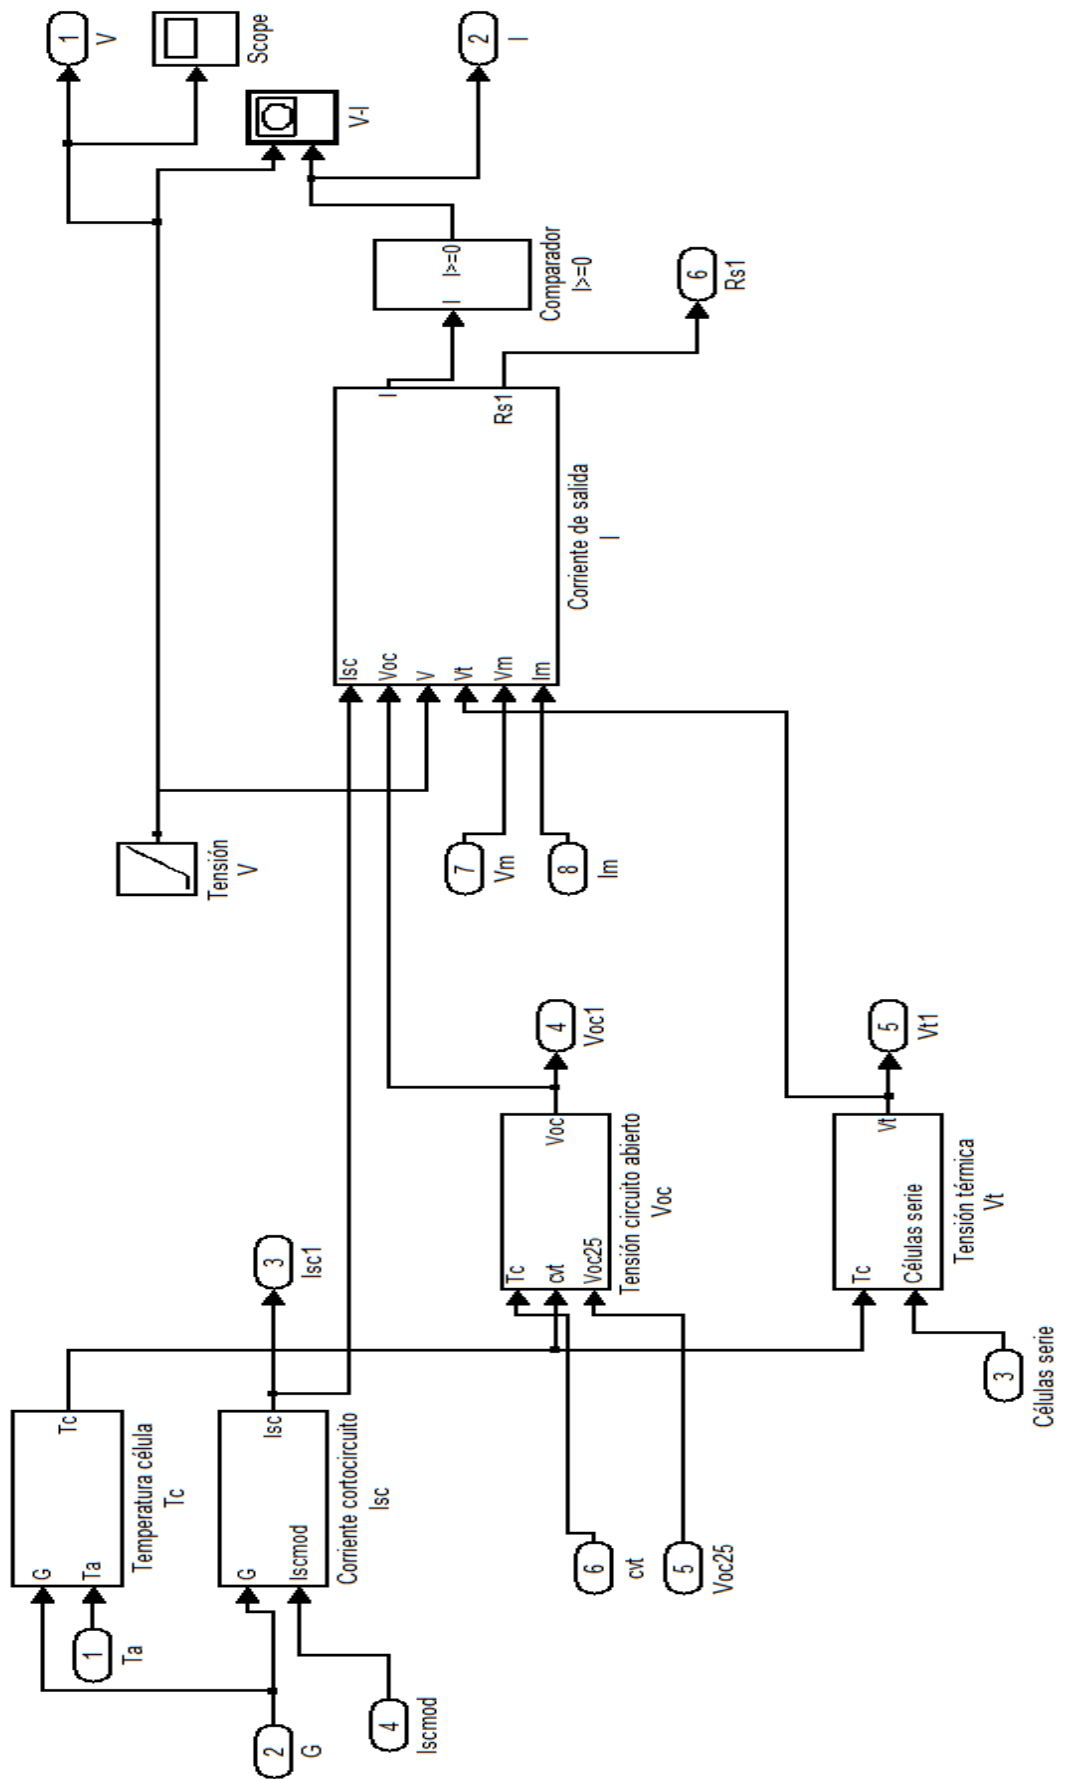 1
V
Scope
V-I
2
I
Tensión
V
Isc
Voc
V
Vt
Vm
Im
I
Rs1
Corriente de salida
I
I
I>=0
Comparador
I>=0
6
Rs1
7
Vm
8
Im
G
Ta
Tc
Temperatura célula
Tc
1
Ta
2
G
G
Iscmod
Isc
Corriente cortocircuito
Isc
3
Isc1
4
Iscmod
Tc
cvt
Voc25
Voc
Tensión circuito abierto
Voc
4
Voc1
6
cvt
5
Voc25
Tc
Células serie
Vt
Tensión térmica
Vt
5
Vt1
3
Células serie